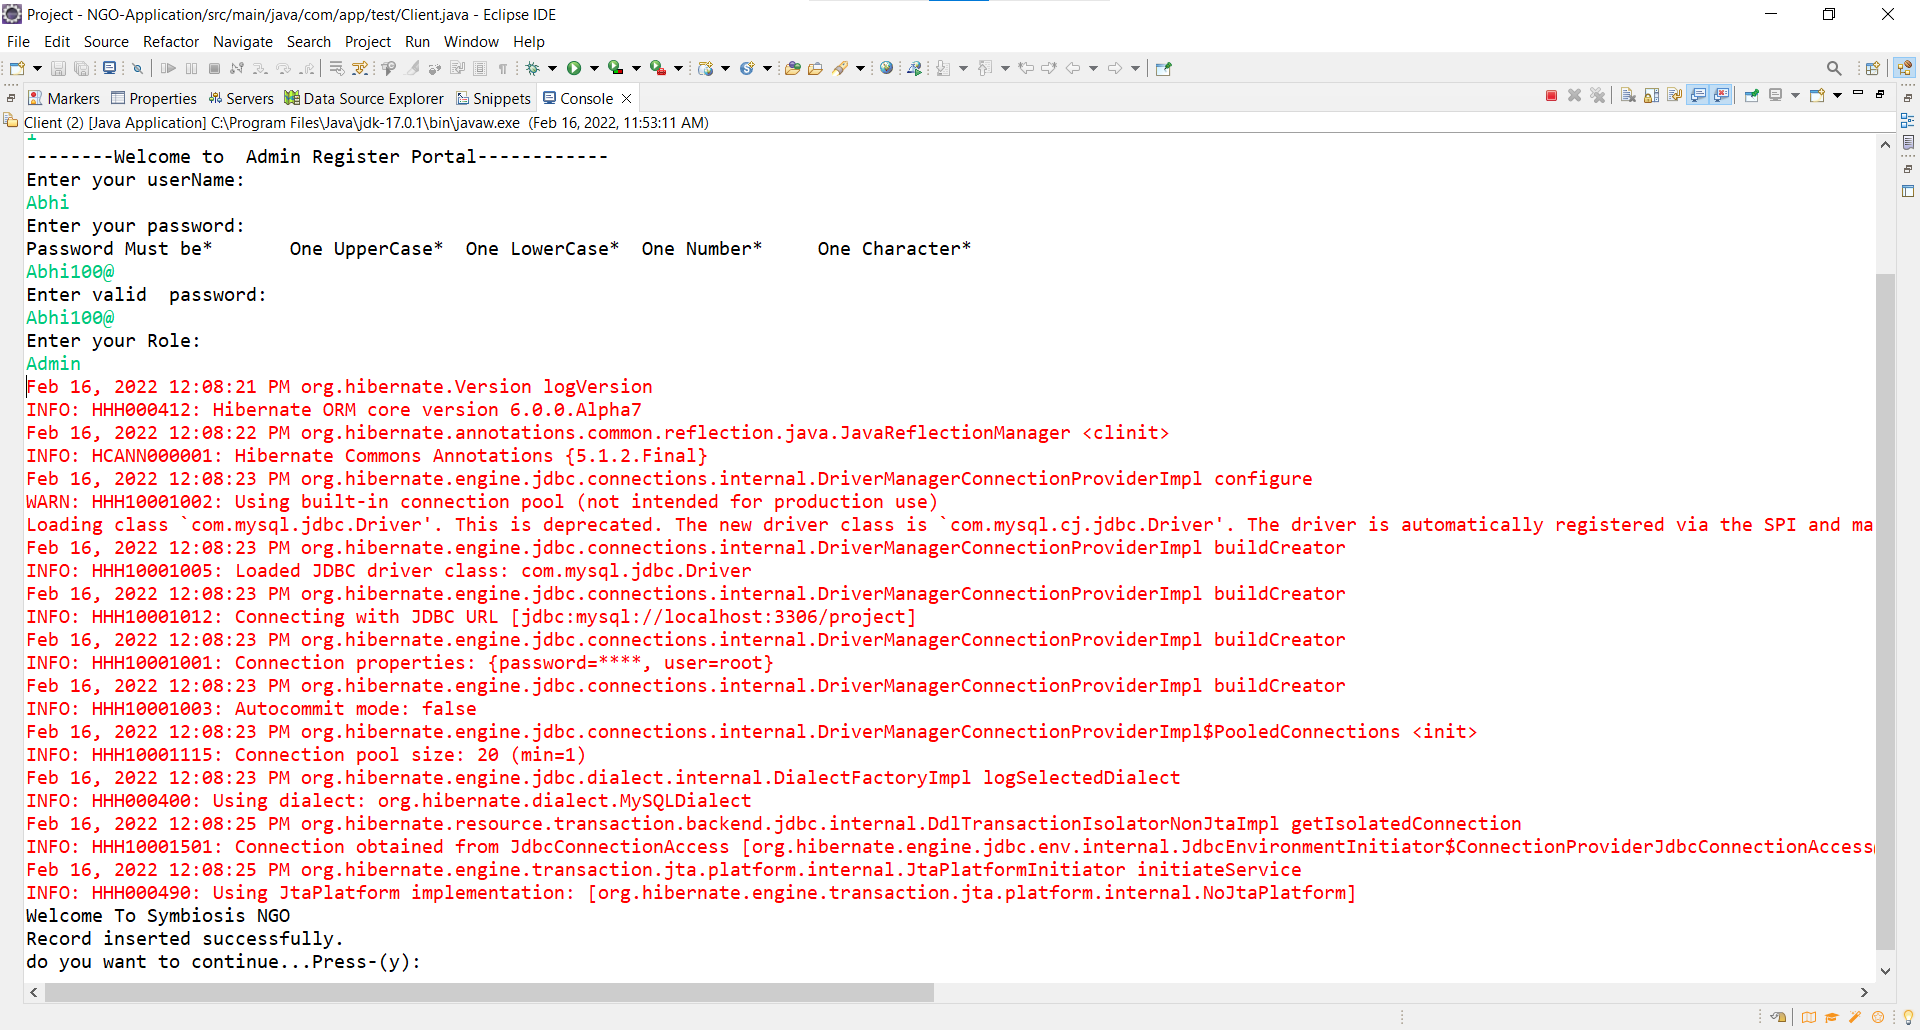 Project - NGO-Application/src/main/java/com/app/test/Client.java - Eclipse IDE
File Edit Source Refactor Navigate Search Project Run Window Help
Markers Properties Servers Data Source Explorer Snippets Console
Client (2) [Java Application] C:\Program Files\Java\jdk-17.0.1\bin\javaw.exe (Feb 16, 2022, 11:53:11 AM)
--------Welcome to  Admin Register Portal------------
Enter your userName:
Abhi
Enter your password:
Password Must be*       One UpperCase*  One LowerCase*  One Number*     One Character*
Abhi100@
Enter valid  password:
Abhi100@
Enter your Role:
Admin
Feb 16, 2022 12:08:21 PM org.hibernate.Version logVersion
INFO: HHH000412: Hibernate ORM core version 6.0.0.Alpha7
Feb 16, 2022 12:08:22 PM org.hibernate.annotations.common.reflection.java.JavaReflectionManager <clinit>
INFO: HCANN000001: Hibernate Commons Annotations {5.1.2.Final}
Feb 16, 2022 12:08:23 PM org.hibernate.engine.jdbc.connections.internal.DriverManagerConnectionProviderImpl configure
WARN: HHH10001002: Using built-in connection pool (not intended for production use)
Loading class `com.mysql.jdbc.Driver'. This is deprecated. The new driver class is `com.mysql.cj.jdbc.Driver'. The driver is automatically registered via the SPI and ma
Feb 16, 2022 12:08:23 PM org.hibernate.engine.jdbc.connections.internal.DriverManagerConnectionProviderImpl buildCreator
INFO: HHH10001005: Loaded JDBC driver class: com.mysql.jdbc.Driver
Feb 16, 2022 12:08:23 PM org.hibernate.engine.jdbc.connections.internal.DriverManagerConnectionProviderImpl buildCreator
INFO: HHH10001012: Connecting with JDBC URL [jdbc:mysql://localhost:3306/project]
Feb 16, 2022 12:08:23 PM org.hibernate.engine.jdbc.connections.internal.DriverManagerConnectionProviderImpl buildCreator
INFO: HHH10001001: Connection properties: {password=****, user=root}
Feb 16, 2022 12:08:23 PM org.hibernate.engine.jdbc.connections.internal.DriverManagerConnectionProviderImpl buildCreator
INFO: HHH10001003: Autocommit mode: false
Feb 16, 2022 12:08:23 PM org.hibernate.engine.jdbc.connections.internal.DriverManagerConnectionProviderImpl$PooledConnections <init>
INFO: HHH10001115: Connection pool size: 20 (min=1)
Feb 16, 2022 12:08:23 PM org.hibernate.engine.jdbc.dialect.internal.DialectFactoryImpl logSelectedDialect
INFO: HHH000400: Using dialect: org.hibernate.dialect.MySQLDialect
Feb 16, 2022 12:08:25 PM org.hibernate.resource.transaction.backend.jdbc.internal.DdlTransactionIsolatorNonJtaImpl getIsolatedConnection
INFO: HHH10001501: Connection obtained from JdbcConnectionAccess [org.hibernate.engine.jdbc.env.internal.JdbcEnvironmentInitiator$ConnectionProviderJdbcConnectionAccess
Feb 16, 2022 12:08:25 PM org.hibernate.engine.transaction.jta.platform.internal.JtaPlatformInitiator initiateService
INFO: HHH000490: Using JtaPlatform implementation: [org.hibernate.engine.transaction.jta.platform.internal.NoJtaPlatform]
Welcome To Symbiosis NGO
Record inserted successfully.
do you want to continue...Press-(y):